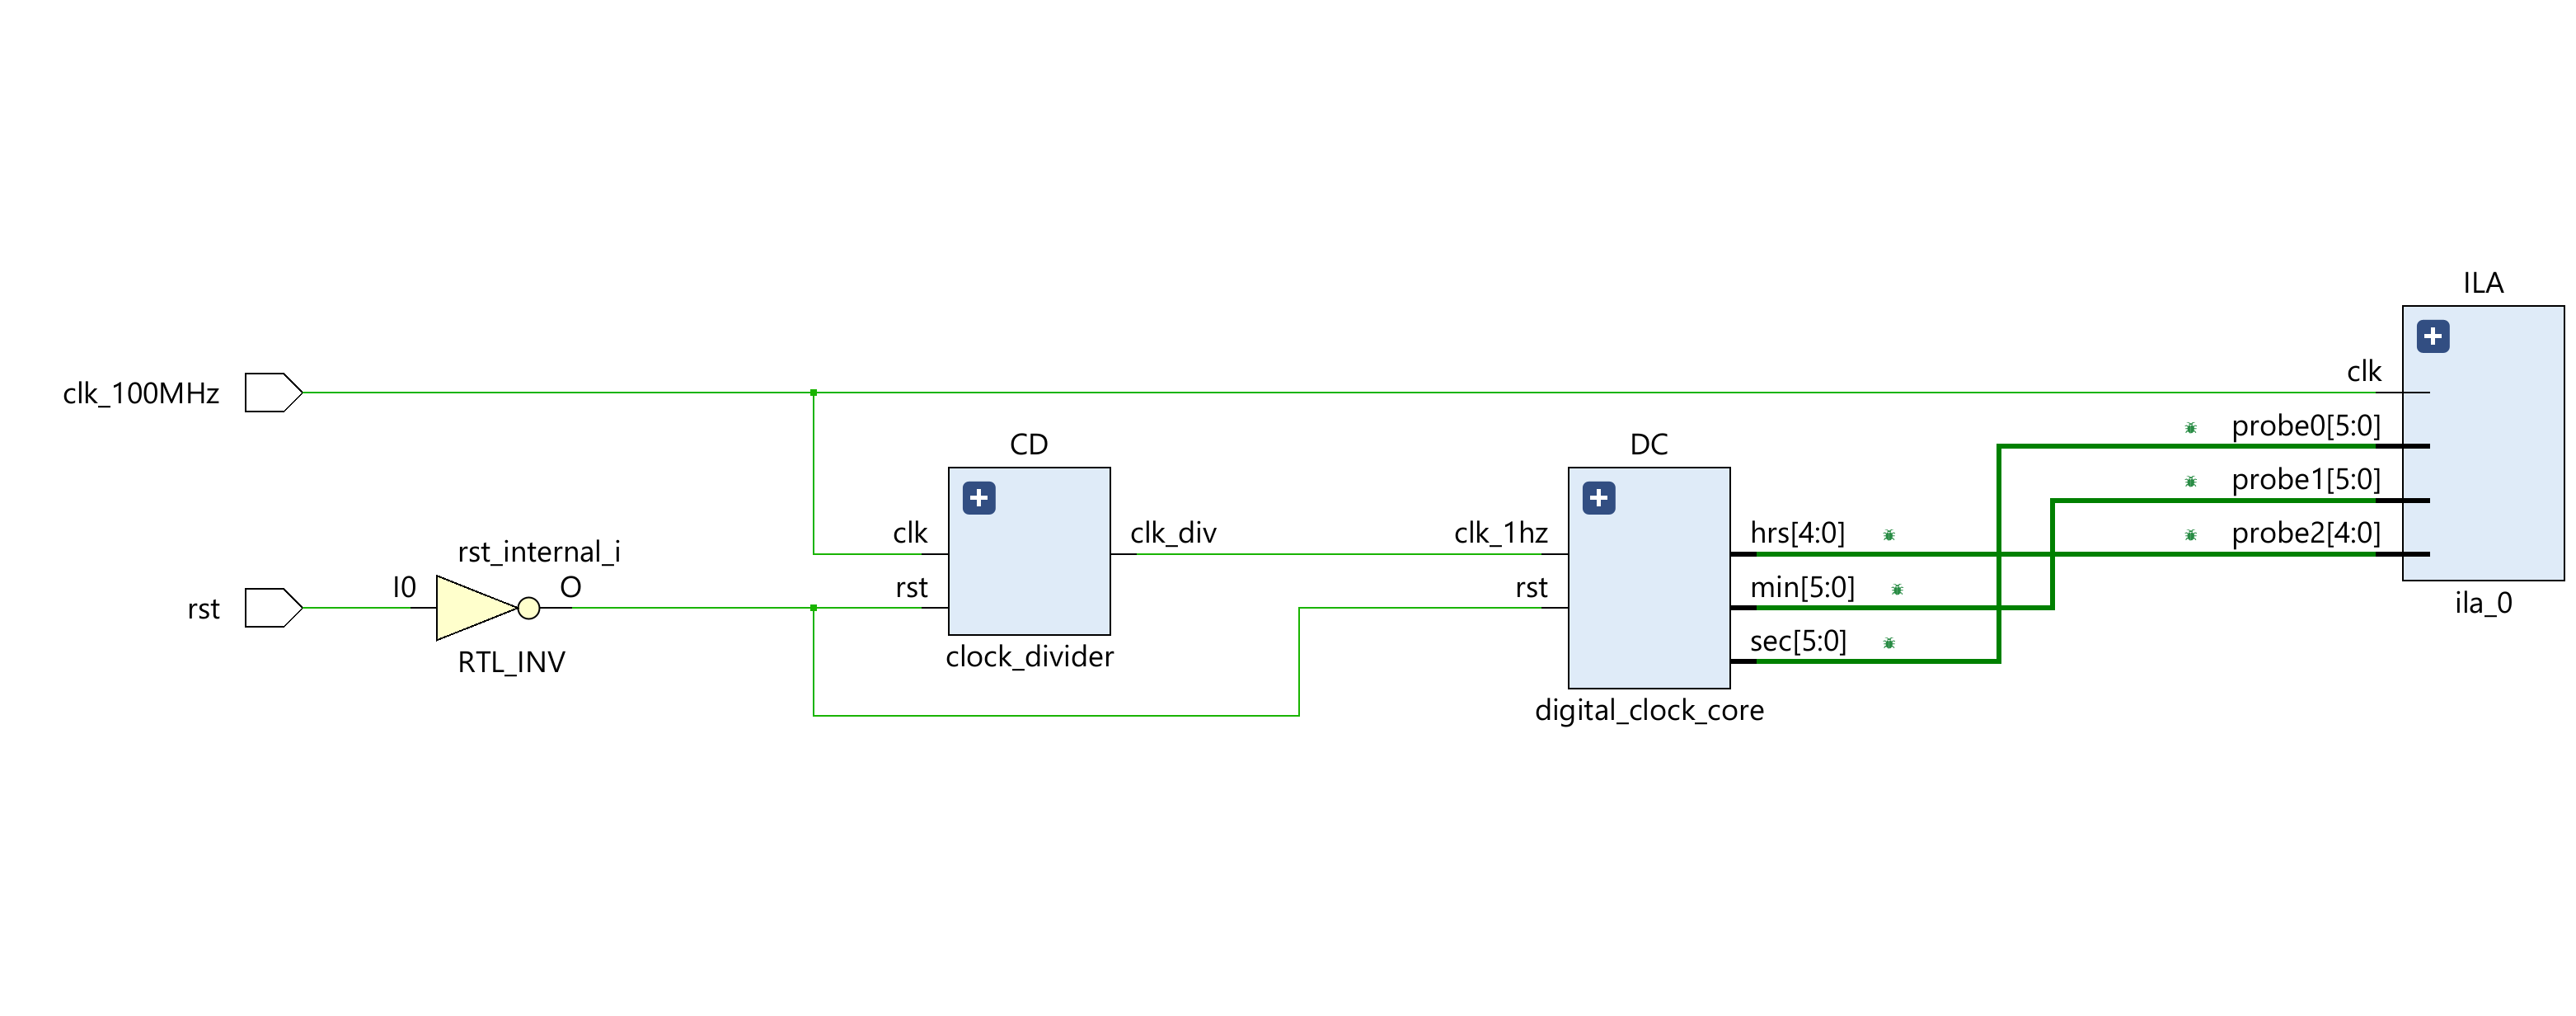 ILA
clk_100MHz
clk
probe0[5:0]
CD
DC
probe1[5:0]
clk
clk_div
clk_1hz
hrs[4:0]
probe2[4:0]
rst_internal_i
I0
O
rst
rst
min[5:0]
ila_0
rst
sec[5:0]
RTL_INV
clock_divider
digital_clock_core